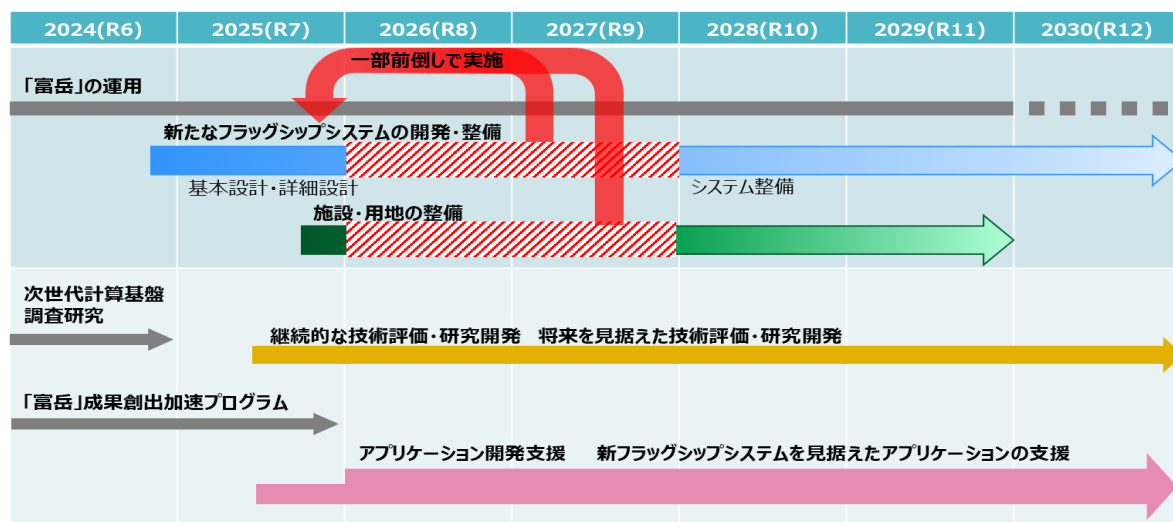 2024(R6) 2025(R7) 2026(R8) 2027(R9) 2028(R10) 2029(R11) 2030(R12)
一部前倒しで実施
「富岳」の運用
新たなフラッグシップシステムの開発・整備
基本設計・詳細設計
システム整備
施設・用地の整備
次世代計算基盤
調査研究
継続的な技術評価・研究開発 将来を見据えた技術評価・研究開発
「富岳」成果創出加速プログラム
アプリケーション開発支援 新フラッグシップシステムを見据えたアプリケーションの支援